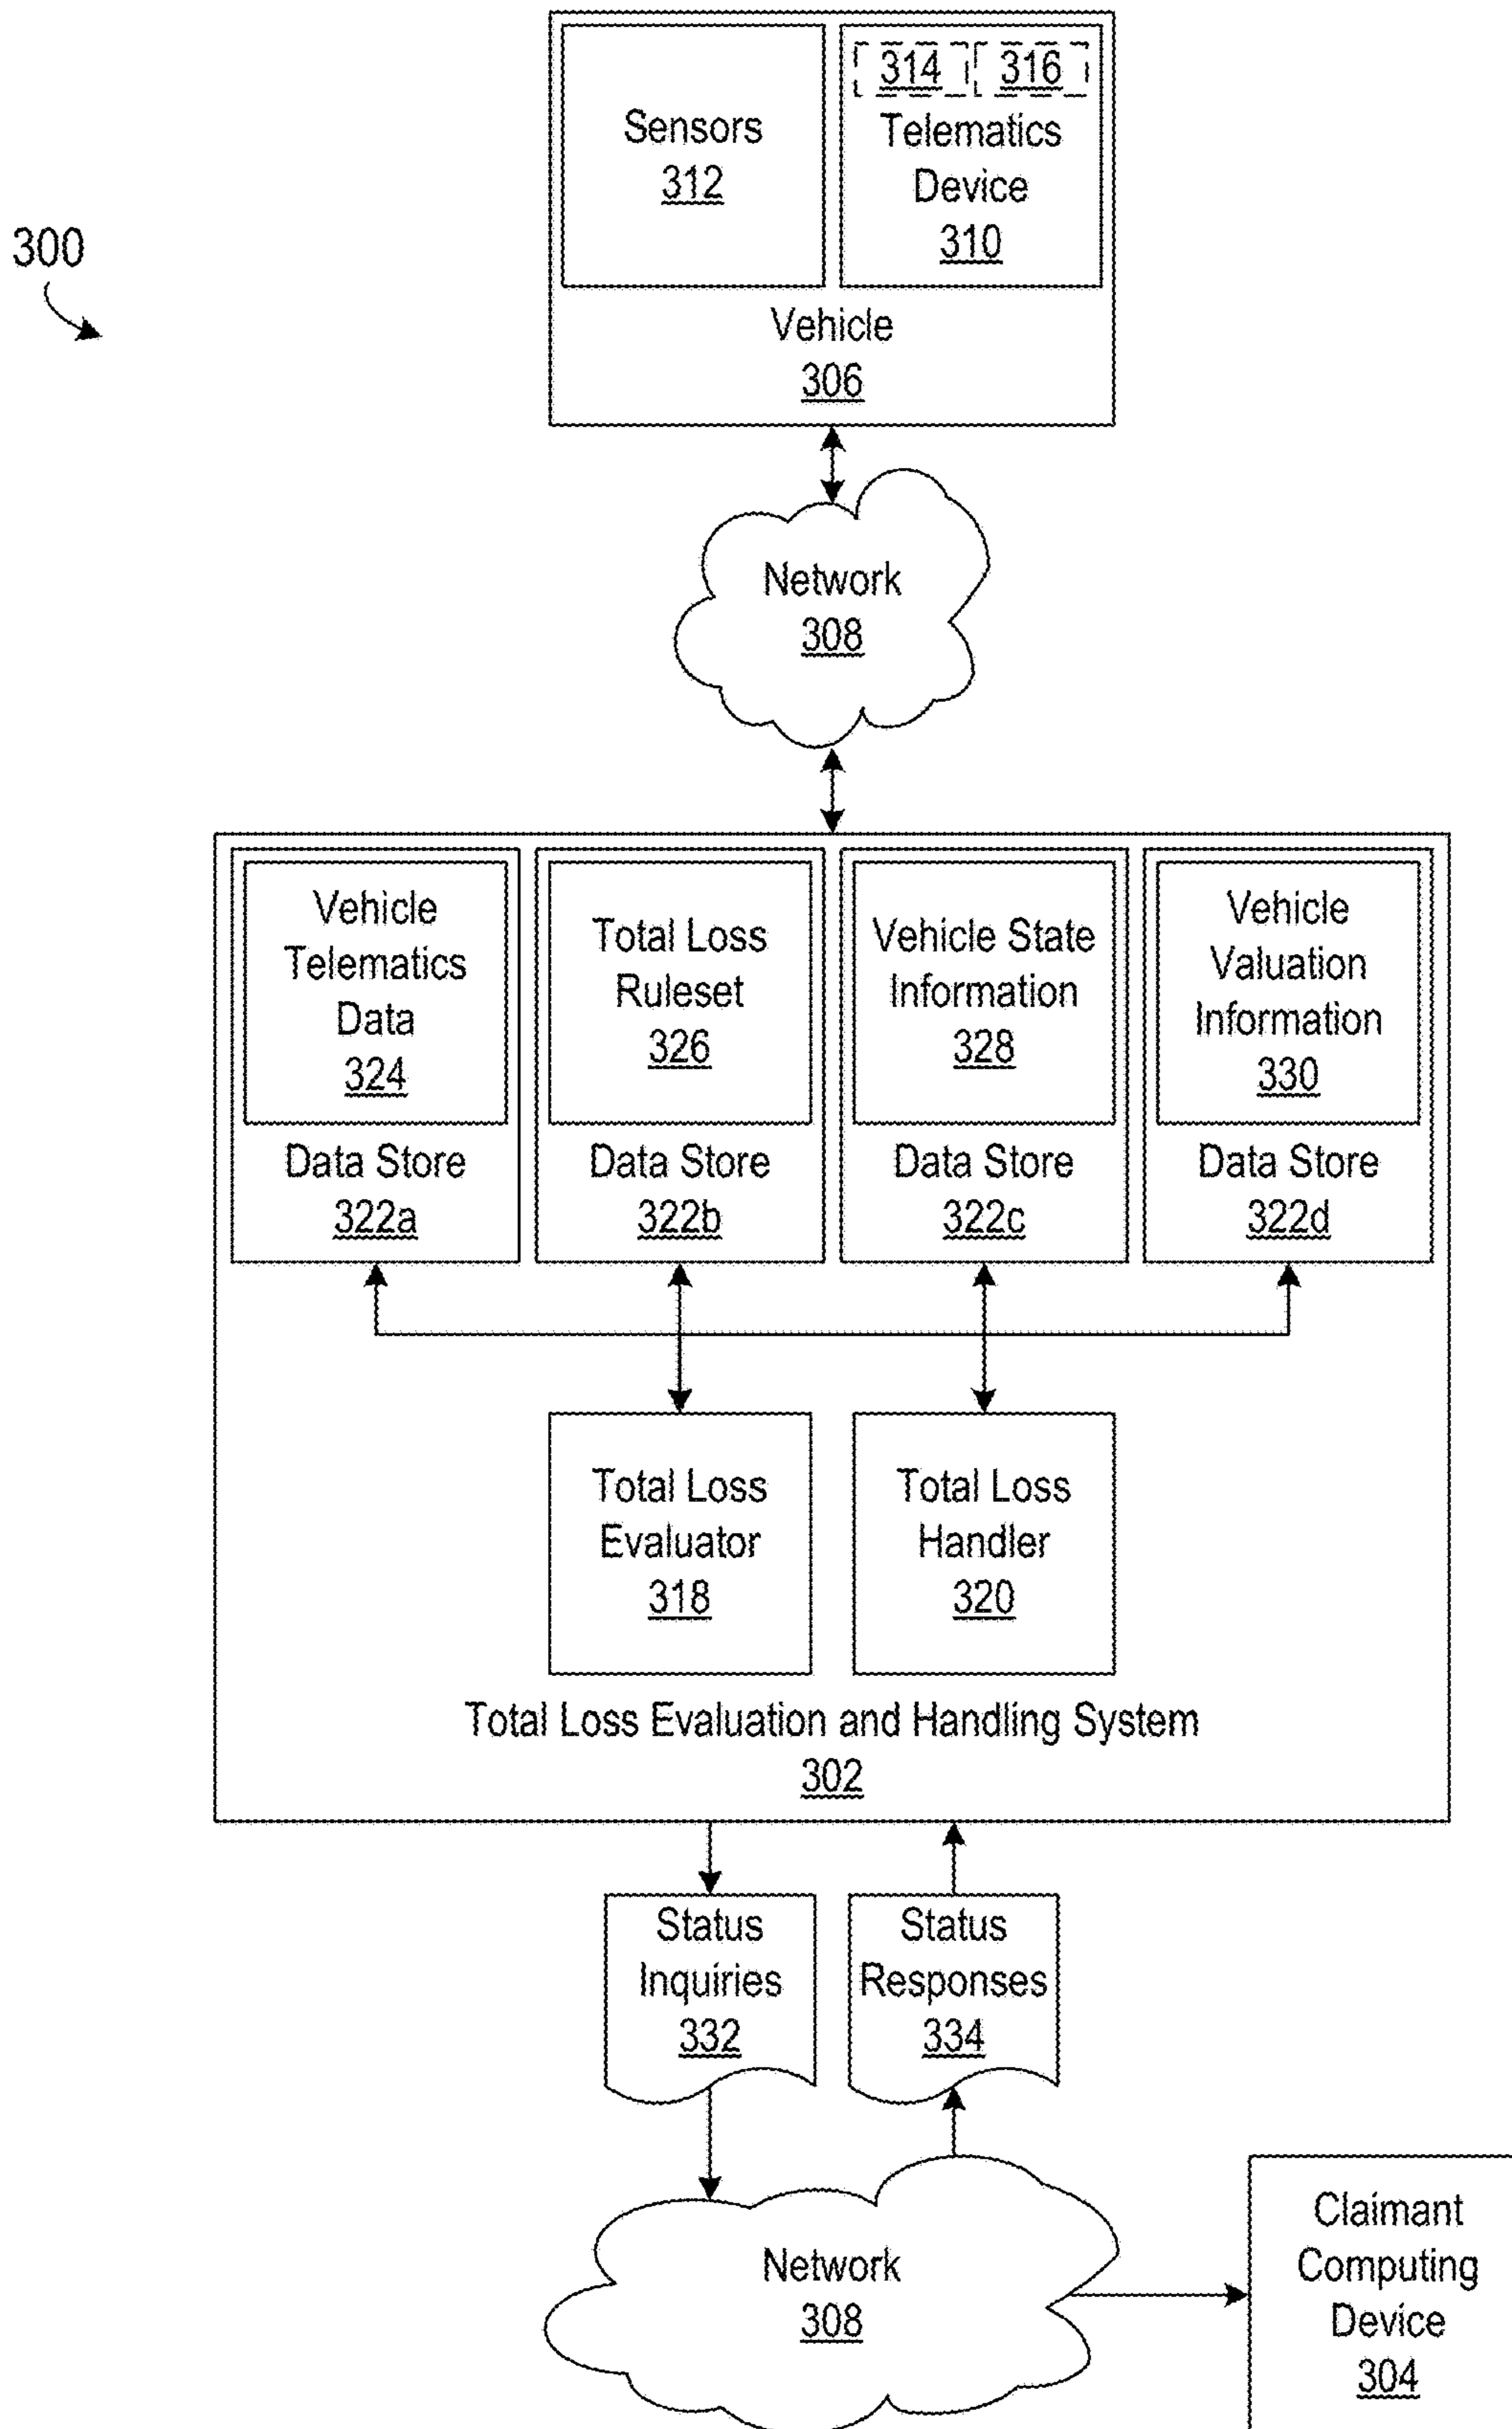 300
Sensors
312
314
316
Telematics
Device
310
Vehicle
306
Network
308
Vehicle
Telematics
Data
324
Data Store
322a
Total Loss
Ruleset
326
Data Store
322b
Vehicle State
Information
328
Data Store
322c
Vehicle
Valuation
Information
330
Data Store
322d
Total Loss
Evaluator
318
Total Loss
Handler
320
Total Loss Evaluation and Handling System
302
Status
Inquiries
332
Status
Responses
334
Network
308
Claimant
Computing
Device
304